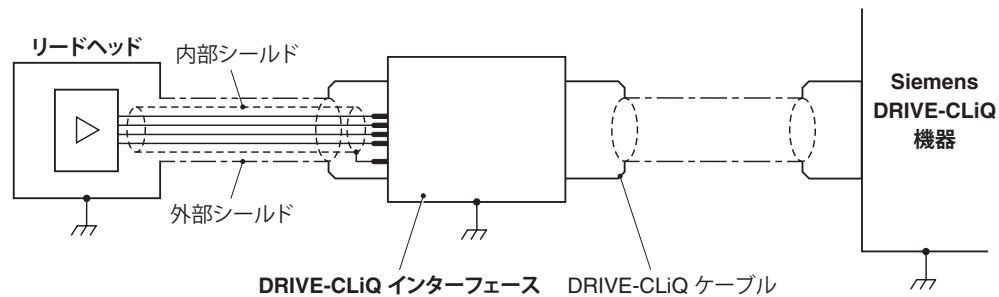 リードヘッド
内部シールド
外部シールド
DRIVE-CLiQ インターフェース
DRIVE-CLiQ ケーブル
Siemens
DRIVE-CLiQ
機器